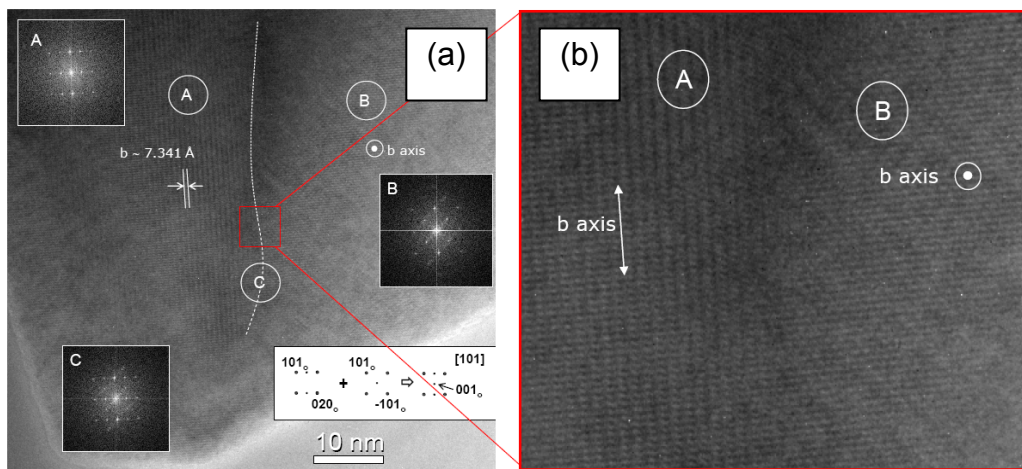 A
(a)
A
B
b ~ 7.341 Å
b axis
B
C
C
101o 101o [101]
+ ⇨ 001o
020o -101o
10 nm
(b)
A
B
b axis
b axis